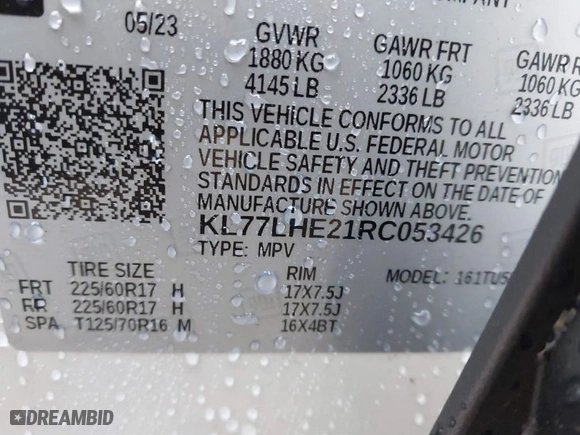 05/23 GVWR GAWR FRT GAWR R
1880 KG 1060 KG 1060 KG
4145 LB 2336 LB 2336 LB
THIS VEHICLE CONFORMS TO ALL
APPLICABLE U.S. FEDERAL MOTOR
VEHICLE SAFETY AND THEFT PREVENTION
STANDARDS IN EFFECT ON THE DATE OF
MANUFACTURE SHOWN ABOVE.
KL77LHE21RC053426
TYPE: MPV
TIRE SIZE RIM MODEL: 161TU5
FRT 225/60R17 H 17X7.5J
RR 225/60R17 H 17X7.5J
SPA T125/70R16 M 16X4BT
DREAMBID